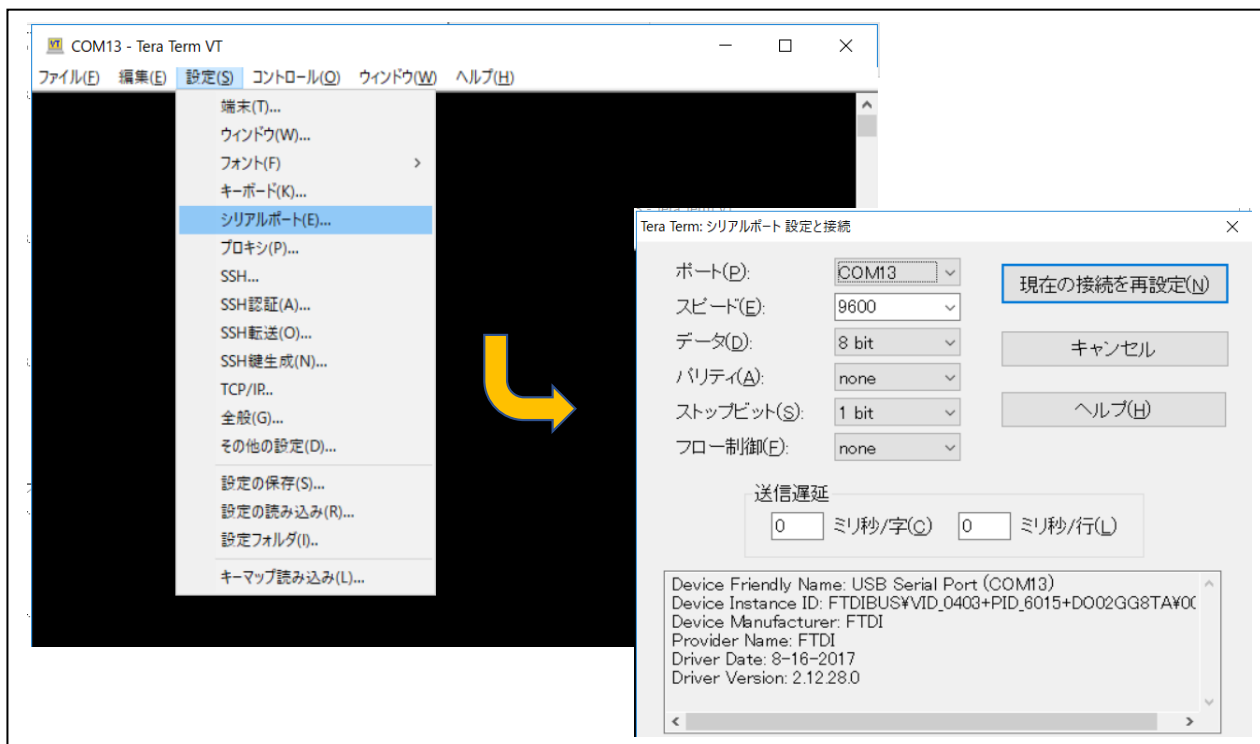 COM13 - Tera Term VT
ファイル(F) 編集(E) 設定(S) コントロール(O) ウィンドウ(W) ヘルプ(H)
端末(T)...
ウィンドウ(W)...
フォント(F)
キーボード(K)...
シリアルポート(E)...
プロキシ(P)...
SSH...
SSH認証(A)...
SSH転送(O)...
SSH鍵生成(N)...
TCP/IP...
全般(G)...
その他の設定(D)...
設定の保存(S)...
設定の読み込み(R)...
設定フォルダ(I)..
キーマップ読み込み(L)...
Tera Term: シリアルポート 設定と接続
ポート(P): COM13 現在の接続を再設定(N)
スピード(E): 9600
データ(D): 8 bit キャンセル
パリティ(A): none
ストップビット(S): 1 bit ヘルプ(H)
フロー制御(F): none
送信遅延
0 ミリ秒/字(C) 0 ミリ秒/行(L)
Device Friendly Name: USB Serial Port (COM13)
Device Instance ID: FTDIBUS¥VID_0403+PID_6015+DO02GG8TA¥00
Device Manufacturer: FTDI
Provider Name: FTDI
Driver Date: 8-16-2017
Driver Version: 2.12.28.0